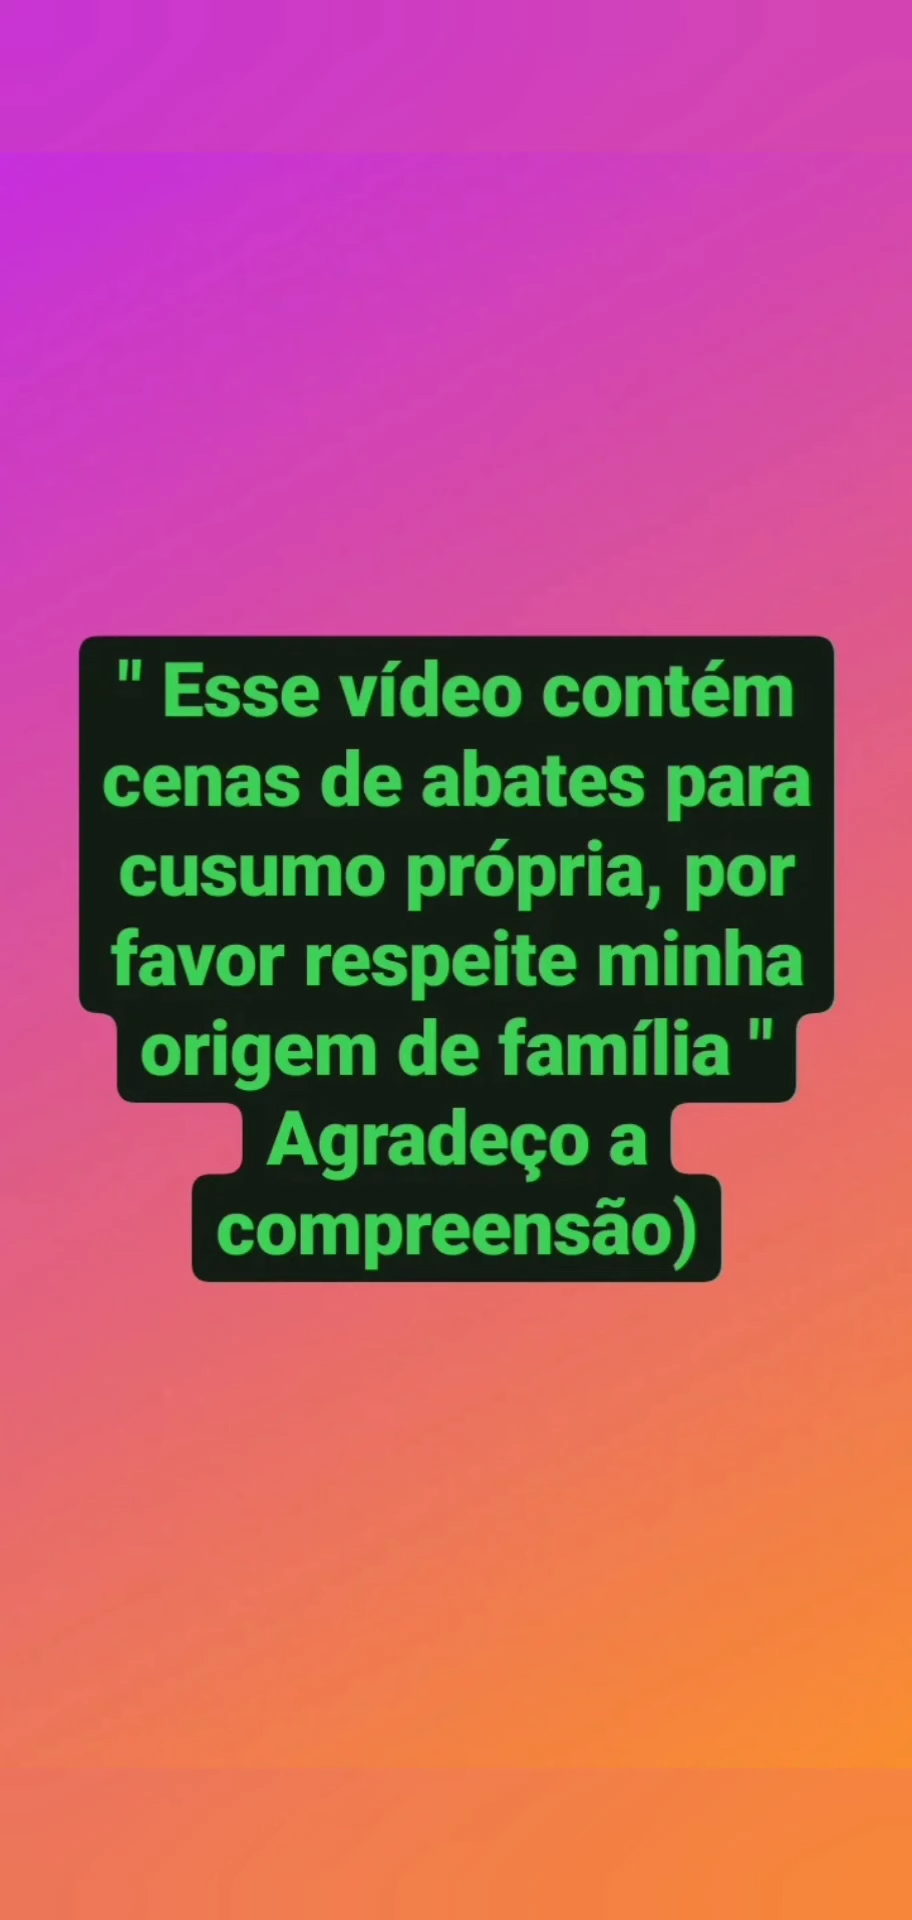 " Esse vídeo contém
cenas de abates para
cusumo própria, por
favor respeite minha
origem de família "
Agradeço a
compreensão)